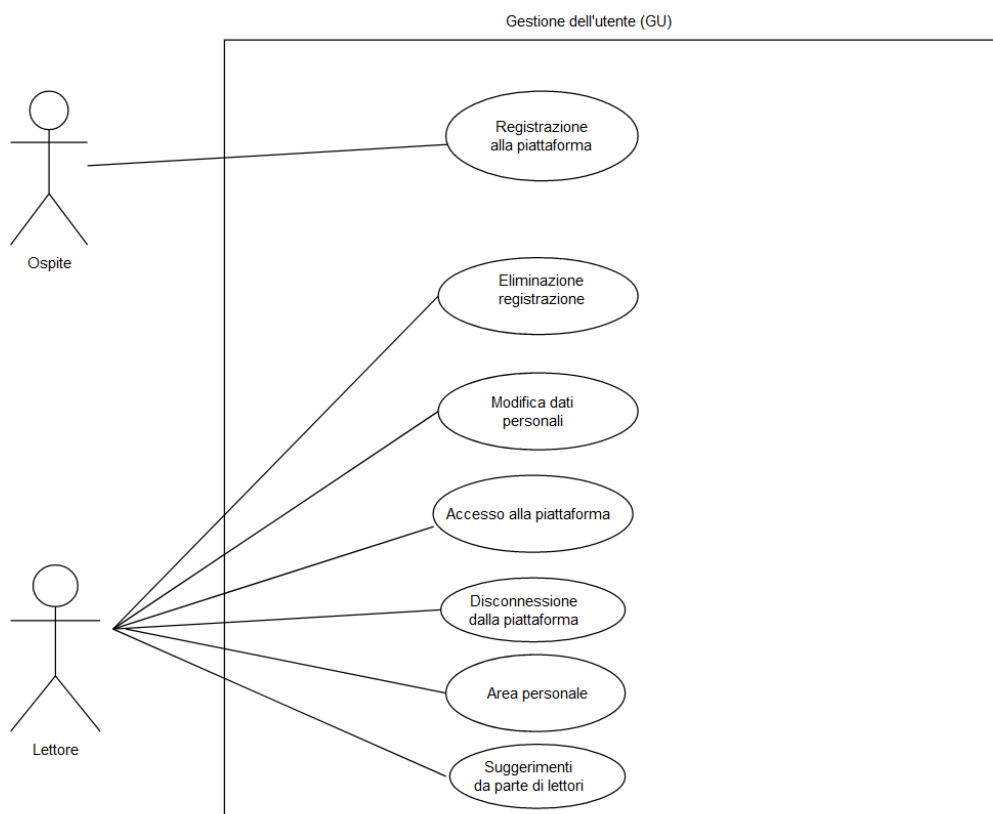 Gestione dell'utente (GU)
Registrazione
alla piattaforma
Ospite
Eliminazione
registrazione
Modifica dati
personali
Accesso alla piattaforma
Disconnessione
dalla piattaforma
Area personale
Lettore
Suggerimenti
da parte di lettori